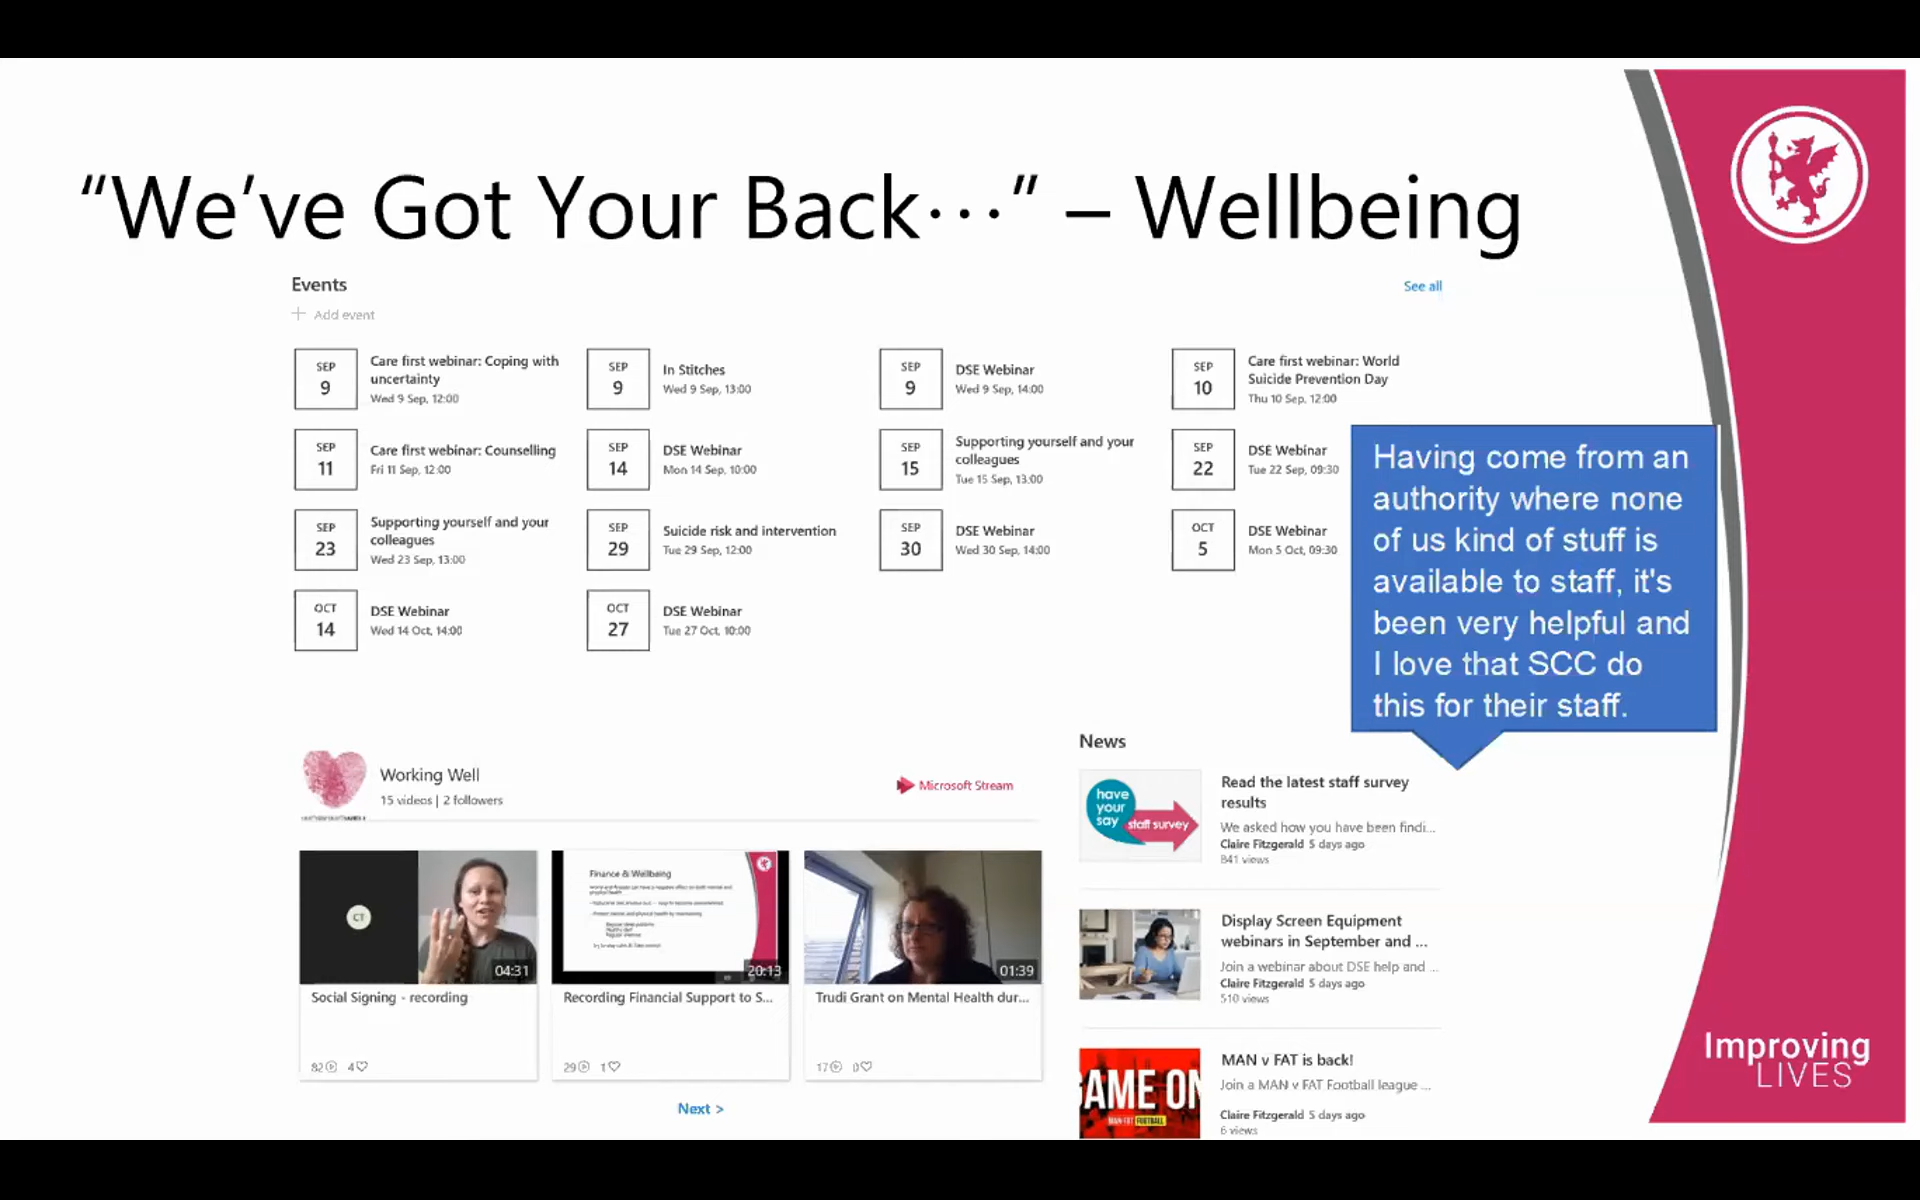 “We’ve Got Your Back…” – Wellbeing
Events
See all
+ Add event
SEP
9
Care first webinar: Coping with
uncertainty
Wed 9 Sep, 12:00
SEP
9
In Stitches
Wed 9 Sep, 13:00
SEP
9
DSE Webinar
Wed 9 Sep, 14:00
SEP
10
Care first webinar: World
Suicide Prevention Day
Thu 10 Sep, 12:00
SEP
11
Care first webinar: Counselling
Fri 11 Sep, 12:00
SEP
14
DSE Webinar
Mon 14 Sep, 10:00
SEP
15
Supporting yourself and your
colleagues
Tue 15 Sep, 13:00
SEP
22
DSE Webinar
Tue 22 Sep, 09:30
SEP
23
Supporting yourself and your
colleagues
Wed 23 Sep, 13:00
SEP
29
Suicide risk and intervention
Tue 29 Sep, 12:00
SEP
30
DSE Webinar
Wed 30 Sep, 14:00
OCT
5
DSE Webinar
Mon 5 Oct, 09:30
OCT
14
DSE Webinar
Wed 14 Oct, 14:00
OCT
27
DSE Webinar
Tue 27 Oct, 10:00
Having come from an
authority where none
of us kind of stuff is
available to staff, it's
been very helpful and
I love that SCC do
this for their staff.
Working Well
15 videos | 2 followers
Microsoft Stream
CT
04:31
Social Signing - recording
82 4
Finance & Wellbeing
20:13
Recording Financial Support to S...
29 1
01:39
Trudi Grant on Mental Health dur...
17 0
Next >
News
have
your
say
staff survey
Read the latest staff survey
results
We asked how you have been findi...
Claire Fitzgerald 5 days ago
841 views
Display Screen Equipment
webinars in September and ...
Join a webinar about DSE help and ...
Claire Fitzgerald 5 days ago
510 views
GAME ON
MAN v FAT FOOTBALL
MAN v FAT is back!
Join a MAN v FAT Football league ...
Claire Fitzgerald 5 days ago
6 views
Improving
LIVES